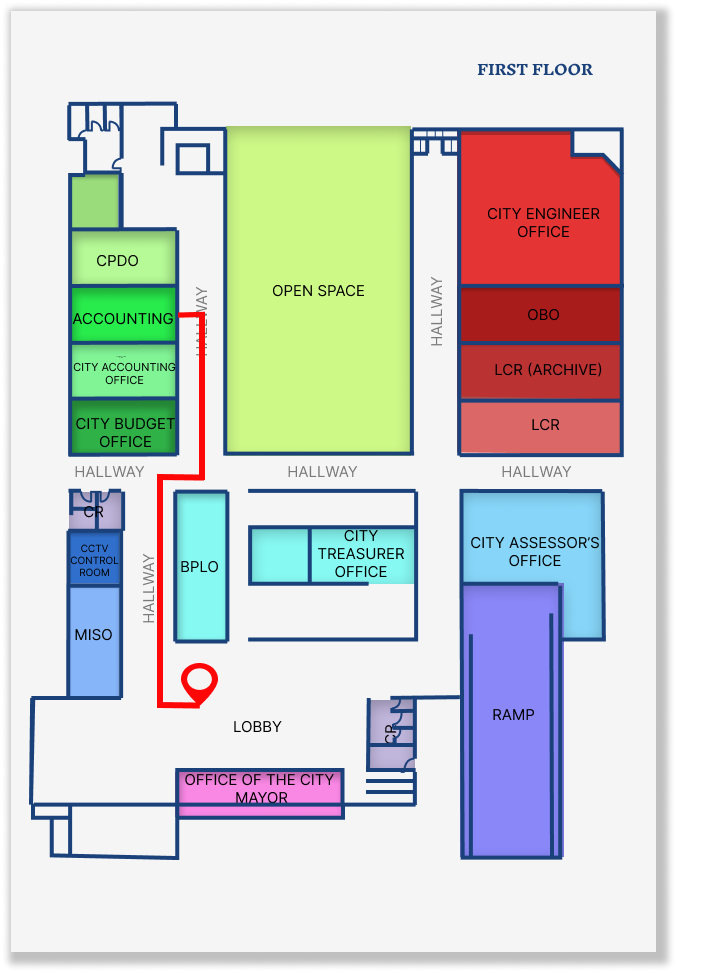 FIRST FLOOR
CITY ENGINEER
OFFICE
CPDO
OPEN SPACE
HALLWAY
HALLWAY
ACCOUNTING
OBO
CITY ACCOUNTING
OFFICE
LCR (ARCHIVE)
CITY BUDGET
OFFICE
LCR
HALLWAY
HALLWAY
HALLWAY
CR
CCTV
CONTROL
ROOM
HALLWAY
BPLO
CITY
TREASURER
OFFICE
CITY ASSESSOR'S
OFFICE
MISO
LOBBY
CR
RAMP
OFFICE OF THE CITY
MAYOR